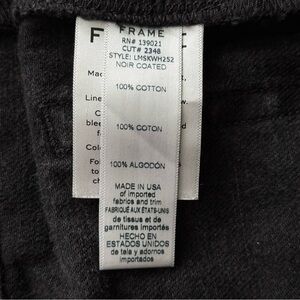 FRAME
RN# 139021
CUT# 2348
STYLE: LMSKWH252
NOIR COATED
100% COTTON
100% COTON
100% ALGODÓN
MADE IN USA
of imported
fabrics and trim
FABRIQUÉ AUX ÉTATS-UNIS
de tissus et de
garnitures importés
HECHO EN
ESTADOS UNIDOS
de tela y adornos
importados